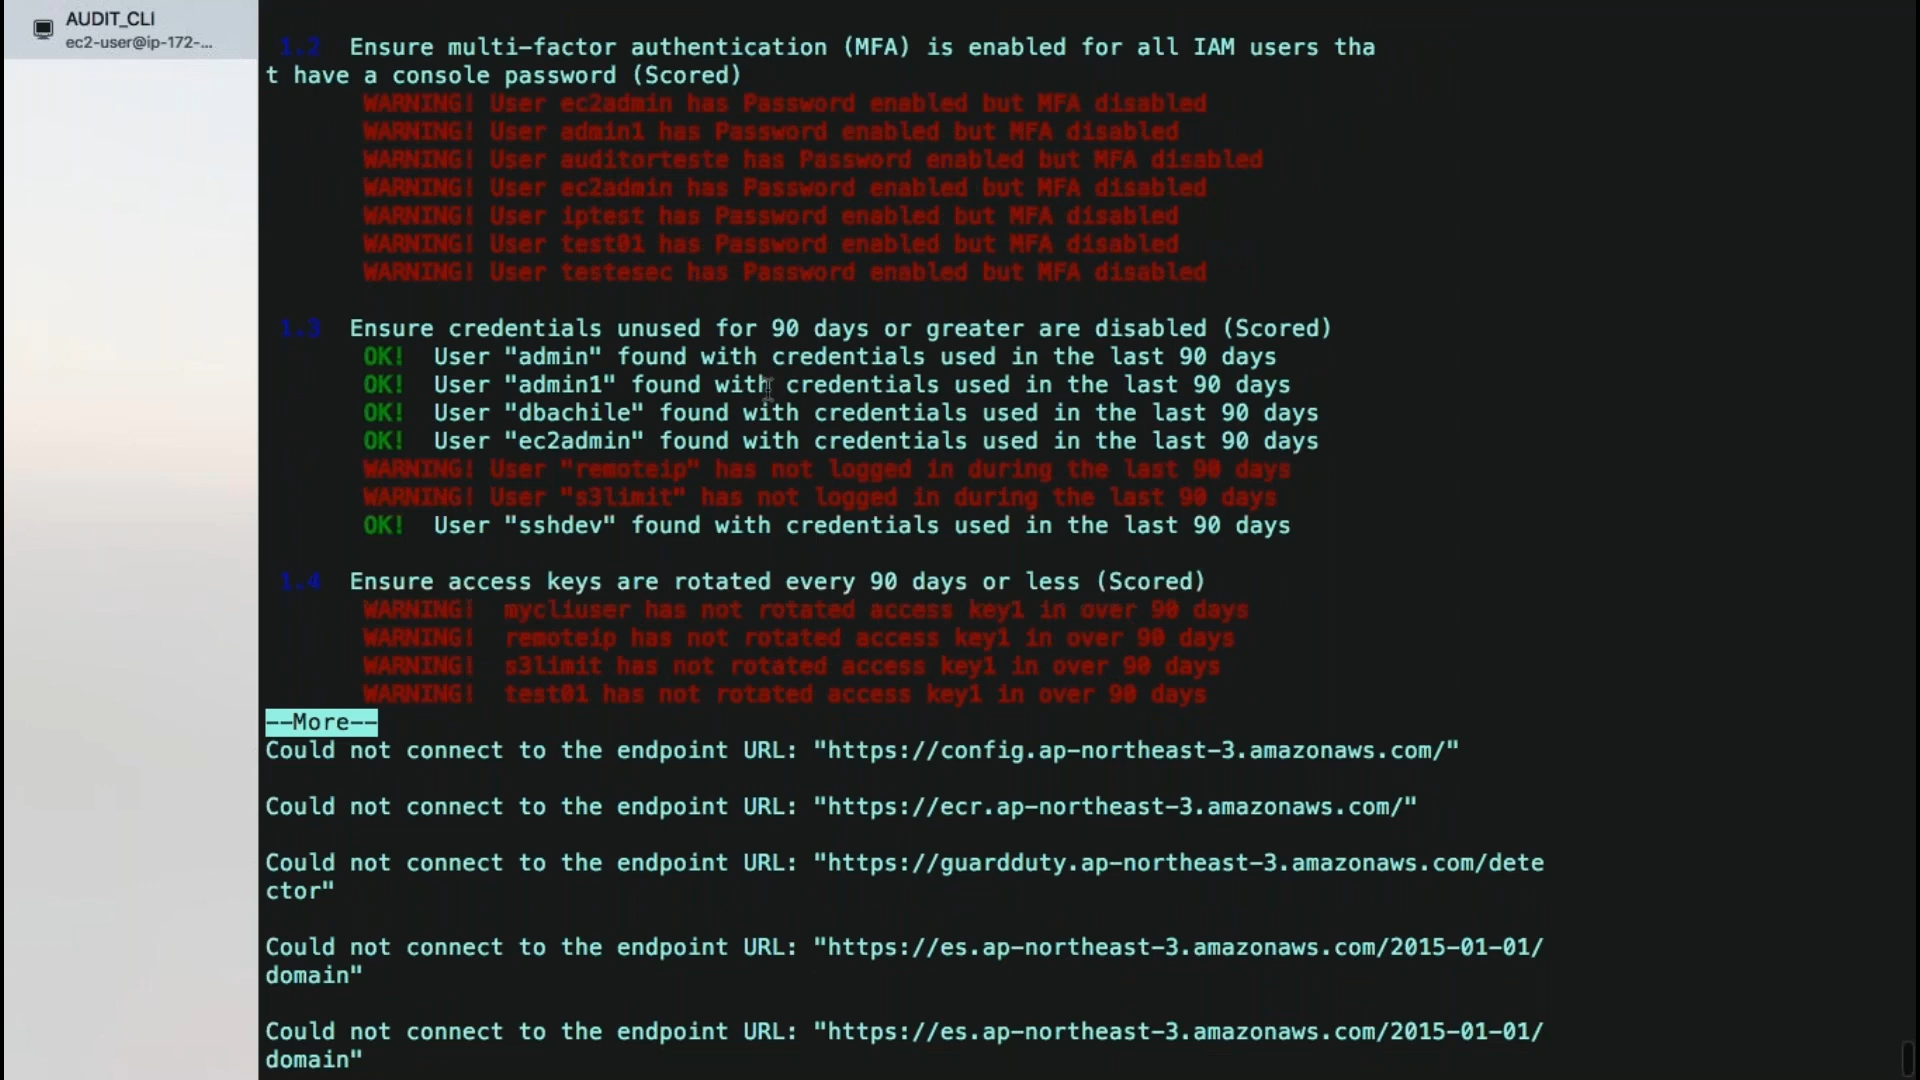 AUDIT_CLI
ec2-user@ip-172-...
1.2 Ensure multi-factor authentication (MFA) is enabled for all IAM users tha
t have a console password (Scored)
WARNING! User ec2admin has Password enabled but MFA disabled
WARNING! User admin1 has Password enabled but MFA disabled
WARNING! User auditorteste has Password enabled but MFA disabled
WARNING! User ec2admin has Password enabled but MFA disabled
WARNING! User iptest has Password enabled but MFA disabled
WARNING! User test01 has Password enabled but MFA disabled
WARNING! User testesec has Password enabled but MFA disabled
1.3 Ensure credentials unused for 90 days or greater are disabled (Scored)
OK! User "admin" found with credentials used in the last 90 days
OK! User "admin1" found with credentials used in the last 90 days
OK! User "dbachile" found with credentials used in the last 90 days
OK! User "ec2admin" found with credentials used in the last 90 days
WARNING! User "remoteip" has not logged in during the last 90 days
WARNING! User "s3limit" has not logged in during the last 90 days
OK! User "sshdev" found with credentials used in the last 90 days
1.4 Ensure access keys are rotated every 90 days or less (Scored)
WARNING! mycliuser has not rotated access key1 in over 90 days
WARNING! remoteip has not rotated access key1 in over 90 days
WARNING! s3limit has not rotated access key1 in over 90 days
WARNING! test01 has not rotated access key1 in over 90 days
--More--
Could not connect to the endpoint URL: "https://config.ap-northeast-3.amazonaws.com/"
Could not connect to the endpoint URL: "https://ecr.ap-northeast-3.amazonaws.com/"
Could not connect to the endpoint URL: "https://guardduty.ap-northeast-3.amazonaws.com/dete
ctor"
Could not connect to the endpoint URL: "https://es.ap-northeast-3.amazonaws.com/2015-01-01/
domain"
Could not connect to the endpoint URL: "https://es.ap-northeast-3.amazonaws.com/2015-01-01/
domain"